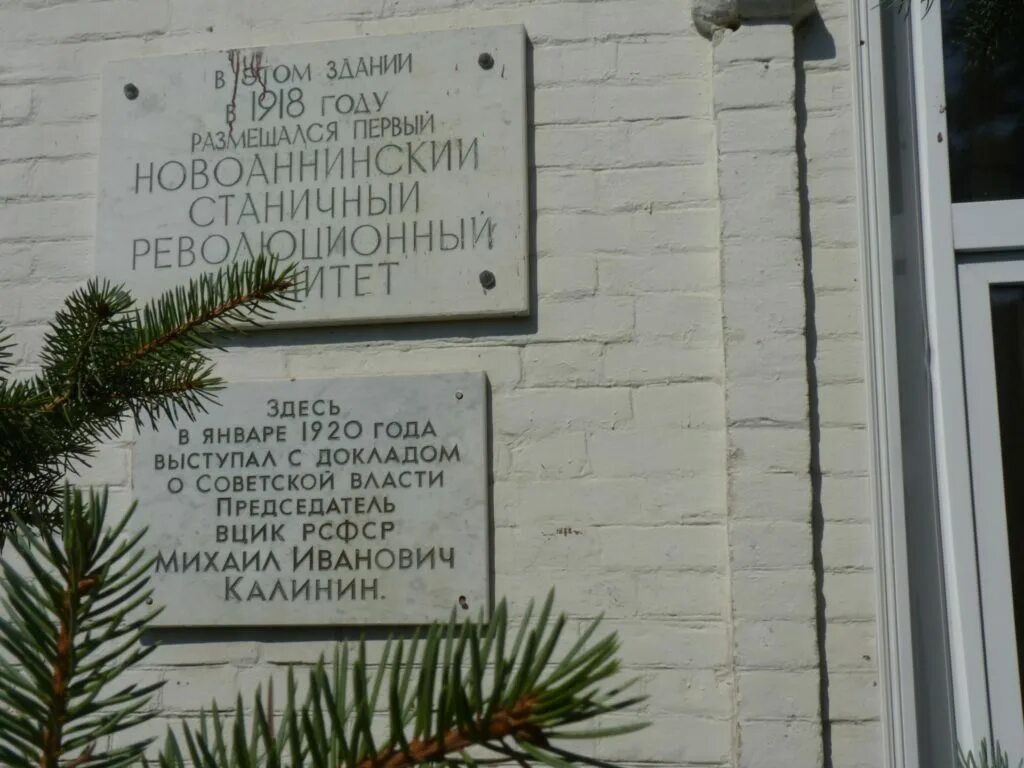 В ЭТОМ ЗДАНИИ
В 1918 ГОДУ
РАЗМЕЩАЛСЯ ПЕРВЫЙ
НОВОАННИНСКИЙ
СТАНИЧНЫЙ
РЕВОЛЮЦИОННЫЙ
ИТЕТ
ЗДЕСЬ
В ЯНВАРЕ 1920 ГОДА
ВЫСТУПАЛ С ДОКЛАДОМ
О СОВЕТСКОЙ ВЛАСТИ
ПРЕДСЕДАТЕЛЬ
ВЦИК РСФСР
МИХАИЛ ИВАНОВИЧ
КАЛИНИН.